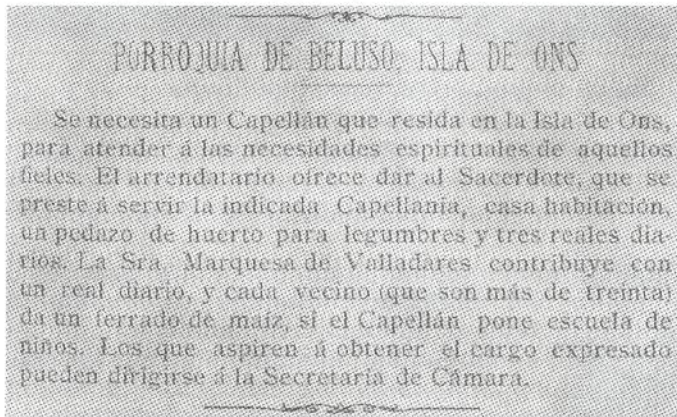 PORROQUIA DE BELUSO, ISLA DE ONS
Se necesita un Capellán que resida en la Isla de Ons,
para atender á las necesidades espirituales de aquellos
fieles. El arrendatario ofrece dar al Sacerdote, que se
preste á servir la indicada Capellanía, casa habitación,
un pedazo de huerto para legumbres y tres reales dia-
rios. La Sra. Marquesa de Valladares contribuye con
un real diario, y cada vecino (que son más de treinta)
da un ferrado de maíz, si el Capellán pone escuela de
niños. Los que aspiren á obtener el cargo expresado
pueden dirigirse á la Secretaría de Cámara.